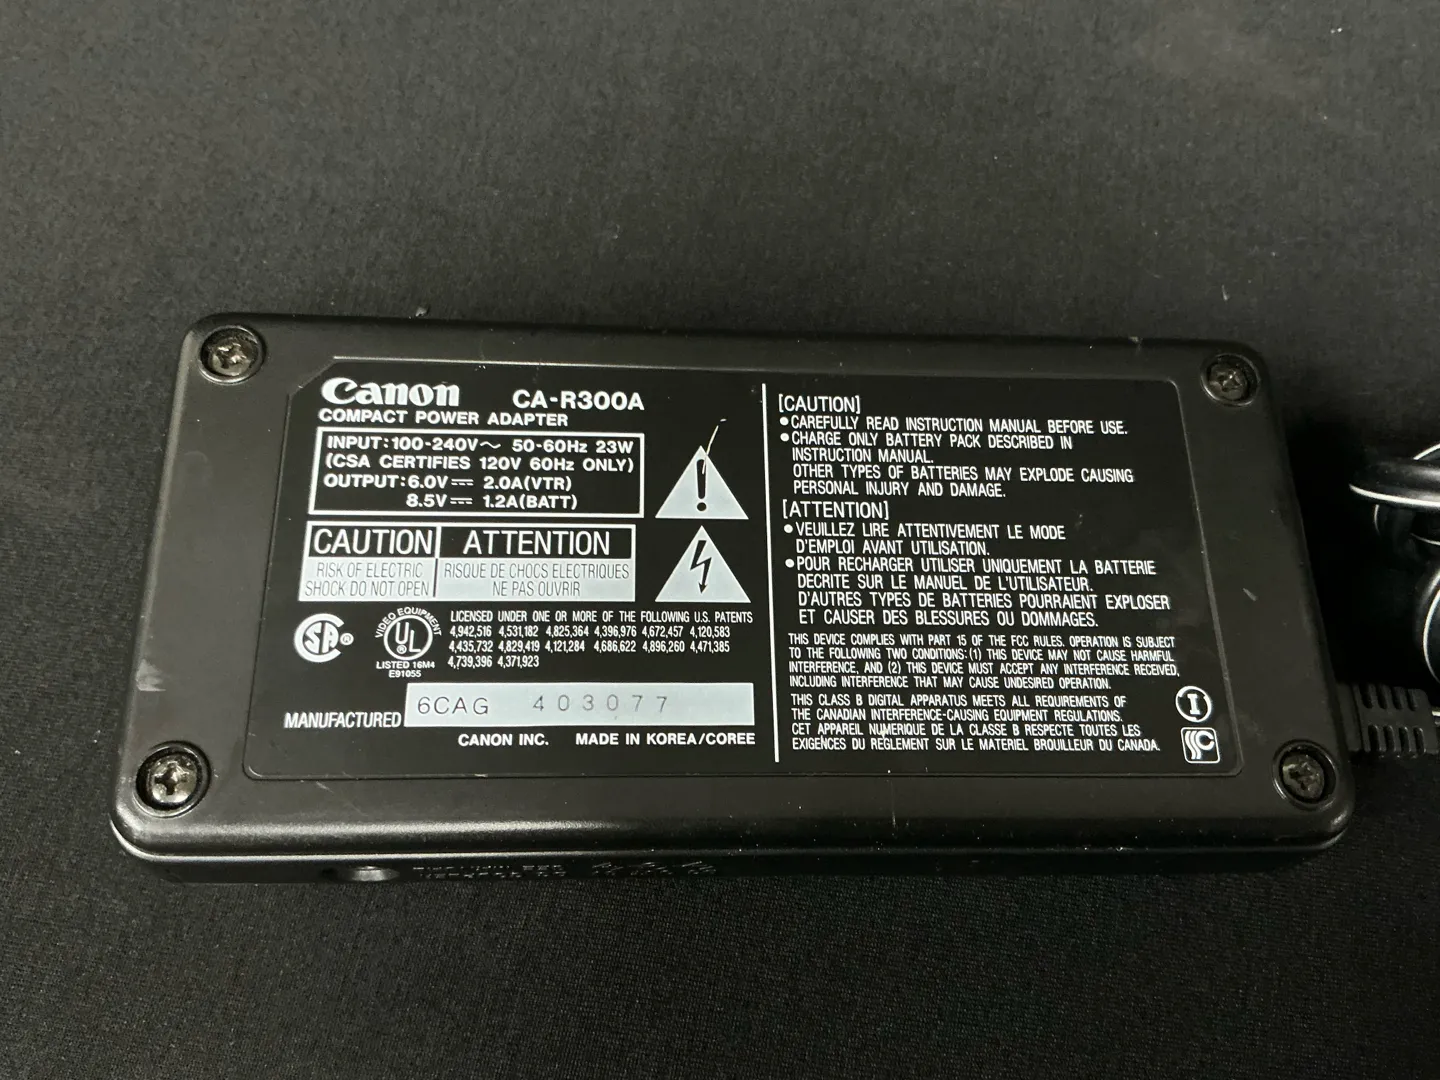 Canon CA-R300A
COMPACT POWER ADAPTER
INPUT:100-240V～ 50-60Hz 23W
(CSA CERTIFIES 120V 60Hz ONLY)
OUTPUT:6.0V⎓ 2.0A(VTR)
8.5V⎓ 1.2A(BATT)
CAUTION
RISK OF ELECTRIC
SHOCK DO NOT OPEN
ATTENTION
RISQUE DE CHOCS ELECTRIQUES
NE PAS OUVRIR
SA ®
VIDEO EQUIPMENT
UL ®
LISTED 16M4
E91055
LICENSED UNDER ONE OR MORE OF THE FOLLOWING U.S. PATENTS
4,942,516 4,531,182 4,825,364 4,396,976 4,672,457 4,120,583
4,435,732 4,829,419 4,121,284 4,686,622 4,896,260 4,471,385
4,739,396 4,371,923
MANUFACTURED 6CAG 403077
CANON INC. MADE IN KOREA/COREE
[CAUTION]
●CAREFULLY READ INSTRUCTION MANUAL BEFORE USE.
●CHARGE ONLY BATTERY PACK DESCRIBED IN
INSTRUCTION MANUAL.
OTHER TYPES OF BATTERIES MAY EXPLODE CAUSING
PERSONAL INJURY AND DAMAGE.
[ATTENTION]
●VEUILLEZ LIRE ATTENTIVEMENT LE MODE
D'EMPLOI AVANT UTILISATION.
●POUR RECHARGER UTILISER UNIQUEMENT LA BATTERIE
DECRITE SUR LE MANUEL DE L'UTILISATEUR.
D'AUTRES TYPES DE BATTERIES POURRAIENT EXPLOSER
ET CAUSER DES BLESSURES OU DOMMAGES.
THIS DEVICE COMPLIES WITH PART 15 OF THE FCC RULES. OPERATION IS SUBJECT
TO THE FOLLOWING TWO CONDITIONS: (1) THIS DEVICE MAY NOT CAUSE HARMFUL
INTERFERENCE, AND (2) THIS DEVICE MUST ACCEPT ANY INTERFERENCE RECEIVED,
INCLUDING INTERFERENCE THAT MAY CAUSE UNDESIRED OPERATION.
THIS CLASS B DIGITAL APPARATUS MEETS ALL REQUIREMENTS OF
THE CANADIAN INTERFERENCE-CAUSING EQUIPMENT REGULATIONS.
CET APPAREIL NUMERIQUE DE LA CLASSE B RESPECTE TOUTES LES
EXIGENCES DU REGLEMENT SUR LE MATERIEL BROUILLEUR DU CANADA.